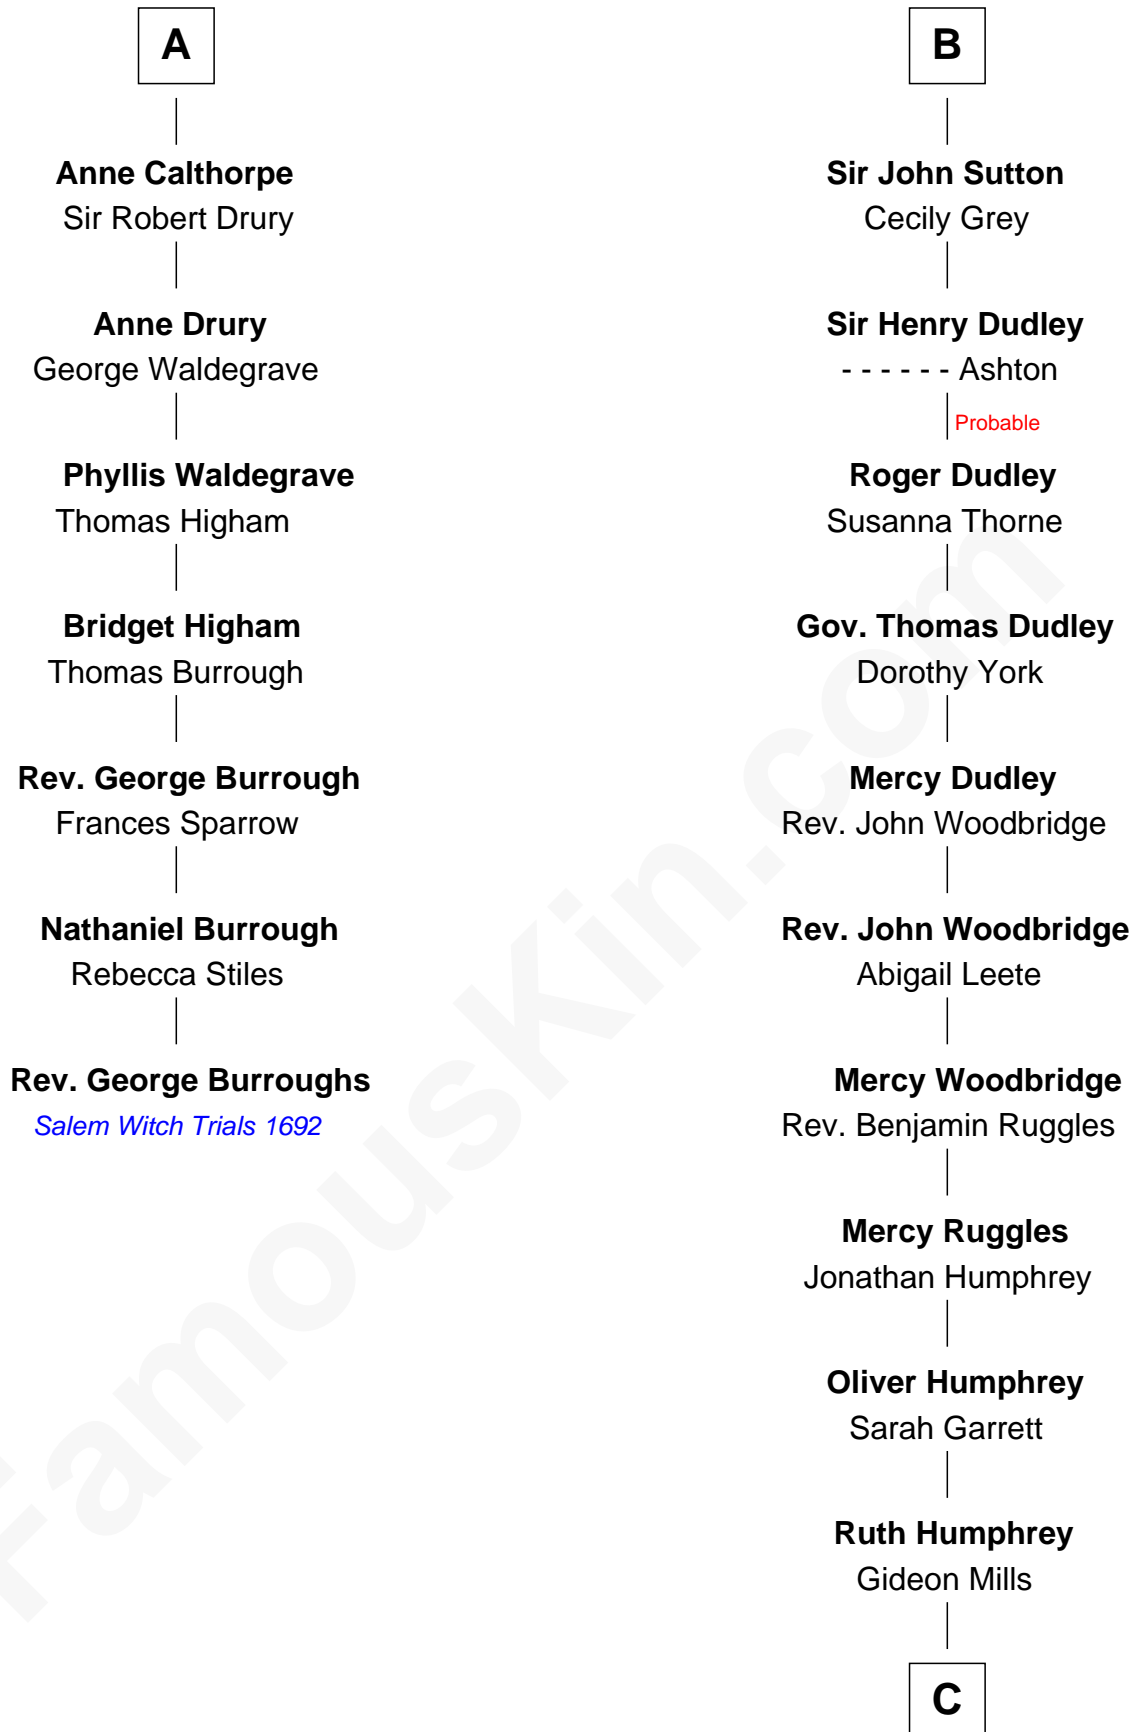 A
Anne Calthorpe
Sir Robert Drury
Anne Drury
George Waldegrave
Phyllis Waldegrave
Thomas Higham
Bridget Higham
Thomas Burrough
Rev. George Burrough
Frances Sparrow
Nathaniel Burrough
Rebecca Stiles
Rev. George Burroughs
Salem Witch Trials 1692
B
Sir John Sutton
Cecily Grey
Sir Henry Dudley
- - - - - - Ashton
Probable
Roger Dudley
Susanna Thorne
Gov. Thomas Dudley
Dorothy York
Mercy Dudley
Rev. John Woodbridge
Rev. John Woodbridge
Abigail Leete
Mercy Woodbridge
Rev. Benjamin Ruggles
Mercy Ruggles
Jonathan Humphrey
Oliver Humphrey
Sarah Garrett
Ruth Humphrey
Gideon Mills
C
FamousKin.com